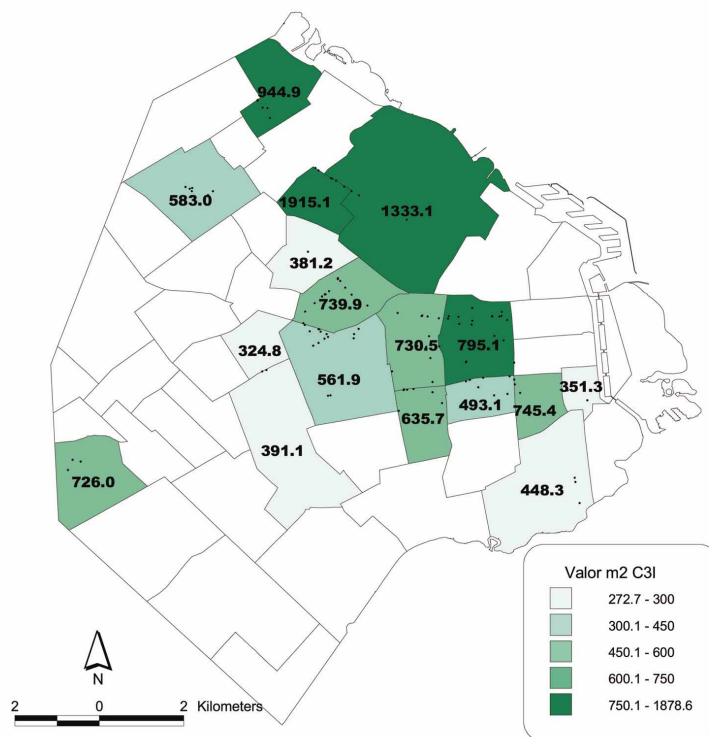 944.9
583.0
1915.1
1333.1
381.2
739.9
324.8
730.5
795.1
561.9
351.3
493.1
745.4
635.7
391.1
726.0
448.3
Valor m2 C3I
272.7 - 300
300.1 - 450
450.1 - 600
600.1 - 750
750.1 - 1878.6
N
2 0 2 Kilometers